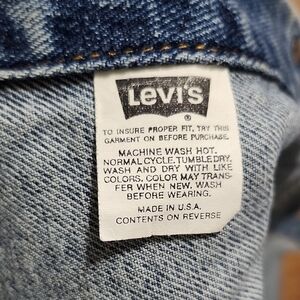 LEVI'S
®
TO INSURE PROPER FIT, TRY THIS
GARMENT ON BEFORE PURCHASE.
MACHINE WASH HOT.
NORMAL CYCLE. TUMBLE DRY.
WASH AND DRY WITH LIKE
COLORS. COLOR MAY TRANS-
FER WHEN NEW. WASH
BEFORE WEARING.
MADE IN U.S.A.
CONTENTS ON REVERSE